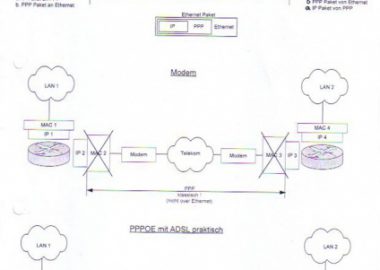 b PPP Paket an Ethernet
b PPP Paket von Ethernet
a. IP Paket von PPP
Ethernet Paket
IP PPP Ethernet
Modem
LAN 1
LAN 2
MAC 1
MAC 4
IP 1
IP 4
IP 2 MAC 2 Modem Telekom Modem MAC 3 IP 3
PPP
klassisch !
(nicht over Ethernet)
PPPOE mit ADSL praktisch
LAN 1
LAN 2